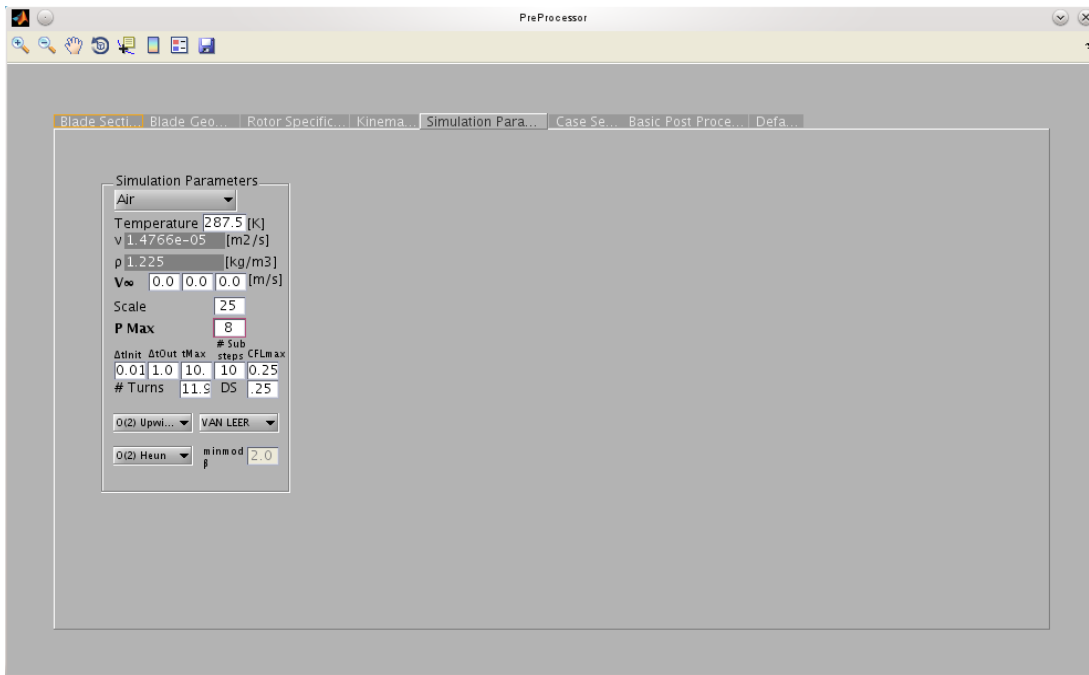 PreProcessor
Blade Secti... Blade Geo... Rotor Specific... Kinema... Simulation Para... Case Se... Basic Post Proce... Defa...
Simulation Parameters
Air
Temperature 287.5 [K]
ν 1.4766e-05 [m2/s]
ρ 1.225 [kg/m3]
V∞ 0.0 0.0 0.0 [m/s]
Scale 25
P Max 8
# Sub
ΔtInit ΔtOut tMax steps CFLmax
0.01 1.0 10. 10 0.25
# Turns 11.9 DS .25
O(2) Upwi... VAN LEER
O(2) Heun minmod 2.0
β